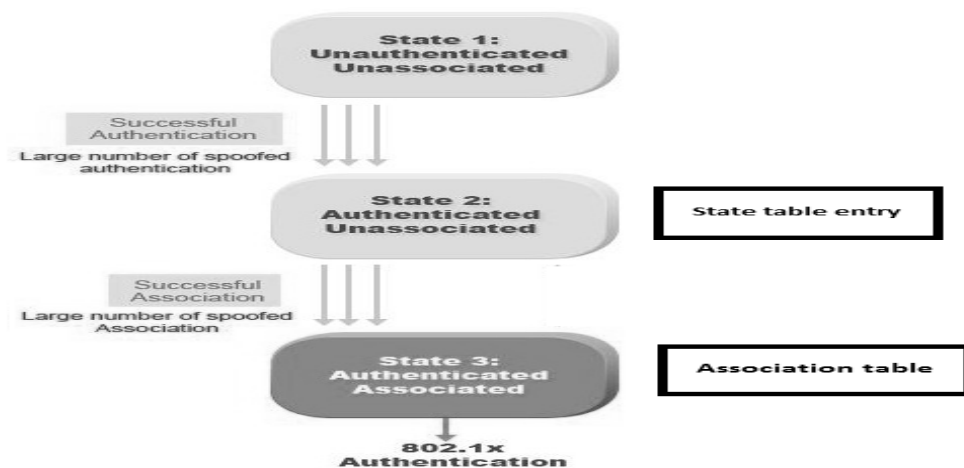 State 1:
Unauthenticated
Unassociated
Successful
Authentication
Large number of spoofed
authentication
State 2:
Authenticated
Unassociated
State table entry
Successful
Association
Large number of spoofed
Association
State 3:
Authenticated
Associated
Association table
802.1x
Authentication